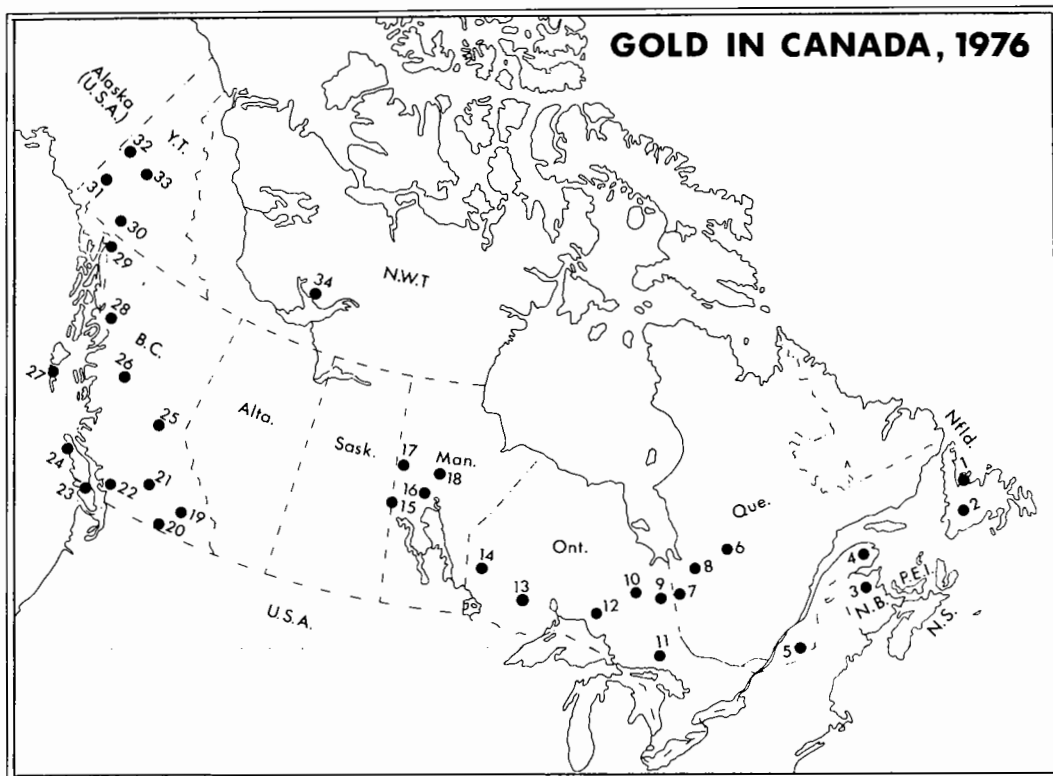 GOLD IN CANADA, 1976
Alaska
(U.S.A.)
Y.T.
32
33
31
30
29
34
N.W.T
28
B.C.
27
26
25
Alta.
Sask.
17
Man.
18
16
15
24
23
22
21
19
20
Nfld.
1
2
Que.
6
8
Ont.
14
13
10
9
7
12
11
4
P.E.I.
3
N.B.
N.S.
5
U.S.A.